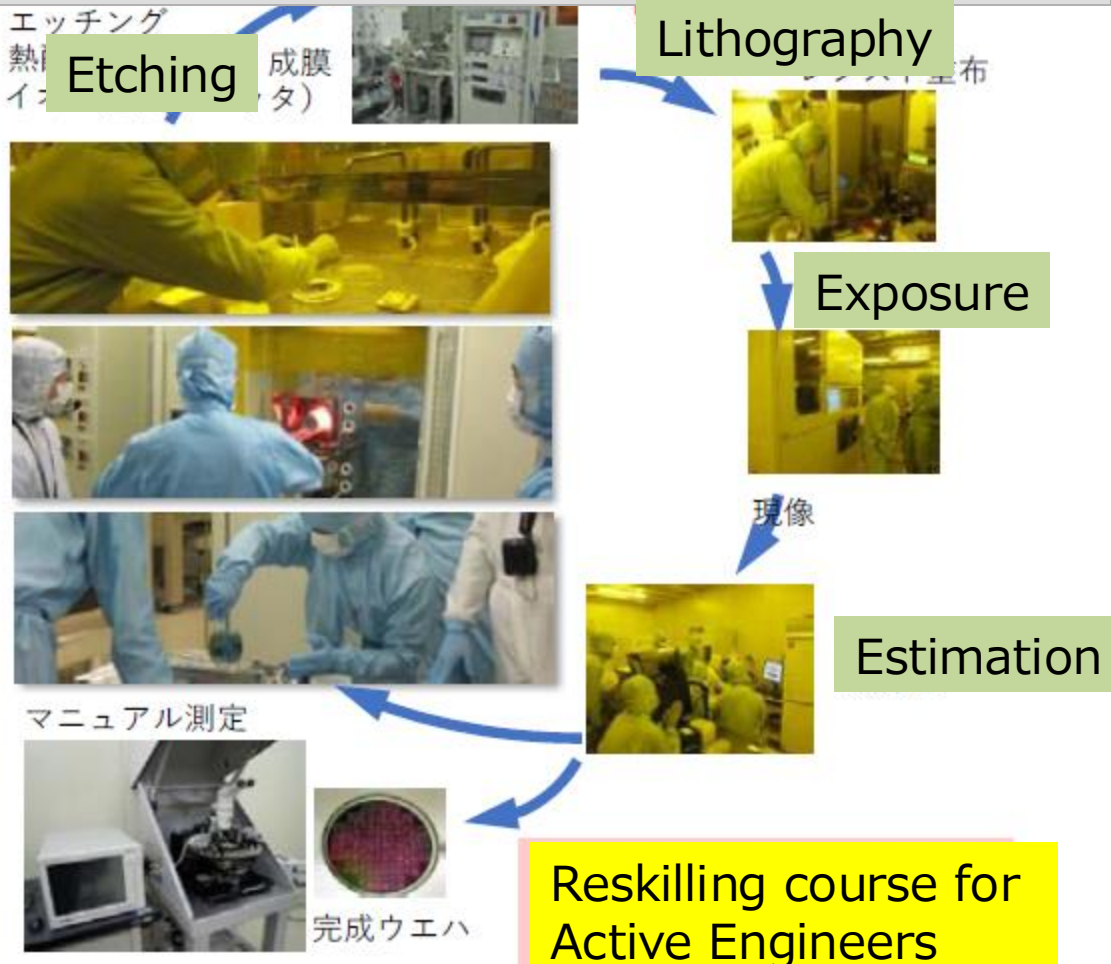 エッチング
熱
Etching
成膜
タ)
Lithography
塗布
Exposure
現像
Estimation
マニュアル測定
完成ウエハ
Reskilling course for
Active Engineers